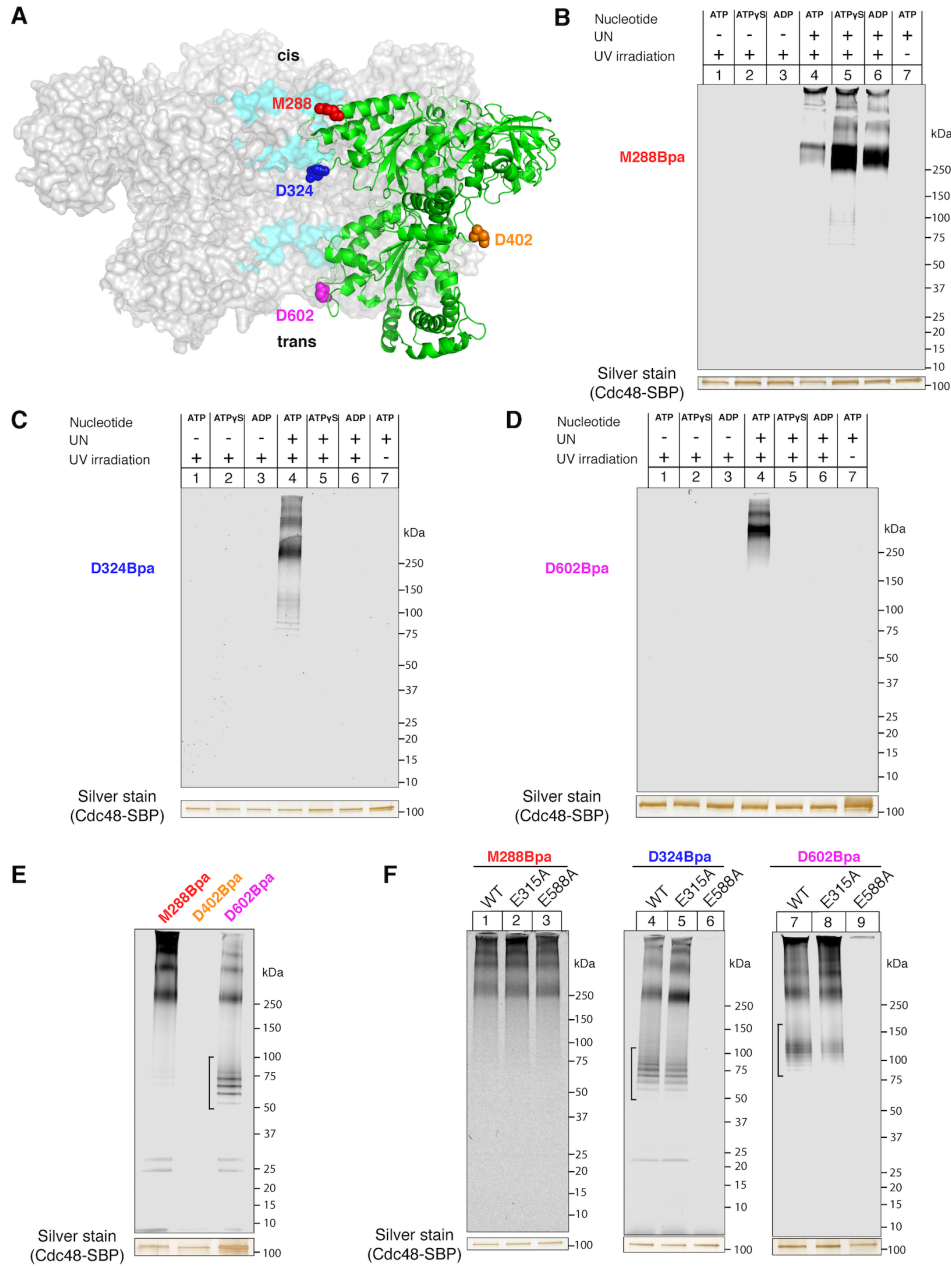 A
cis
M288
D324
D402
D602
trans
B
Nucleotide ATP ATPγS ADP ATP ATPγS ADP ATP
UN - - - + + + +
UV irradiation + + + + + + -
1 2 3 4 5 6 7
kDa
M288Bpa
250
150
100
75
50
37
25
20
15
10
Silver stain
(Cdc48-SBP)
100
C
Nucleotide ATP ATPγS ADP ATP ATPγS ADP ATP
UN - - - + + + +
UV irradiation + + + + + + -
1 2 3 4 5 6 7
kDa
D324Bpa
250
150
100
75
50
37
25
20
15
10
Silver stain
(Cdc48-SBP)
100
D
Nucleotide ATP ATPγS ADP ATP ATPγS ADP ATP
UN - - - + + + +
UV irradiation + + + + + + -
1 2 3 4 5 6 7
kDa
D602Bpa
250
150
100
75
50
37
25
20
15
10
Silver stain
(Cdc48-SBP)
100
E
M288Bpa D402Bpa D602Bpa
kDa
250
150
100
75
50
37
25
20
15
10
Silver stain
(Cdc48-SBP)
100
F
M288Bpa
WT E315A E588A
1 2 3
kDa
250
150
100
75
50
37
25
20
15
10
Silver stain
(Cdc48-SBP)
100
D324Bpa
WT E315A E588A
4 5 6
kDa
250
150
100
75
50
37
25
20
15
10
100
D602Bpa
WT E315A E588A
7 8 9
kDa
250
150
100
75
50
37
25
20
15
10
100